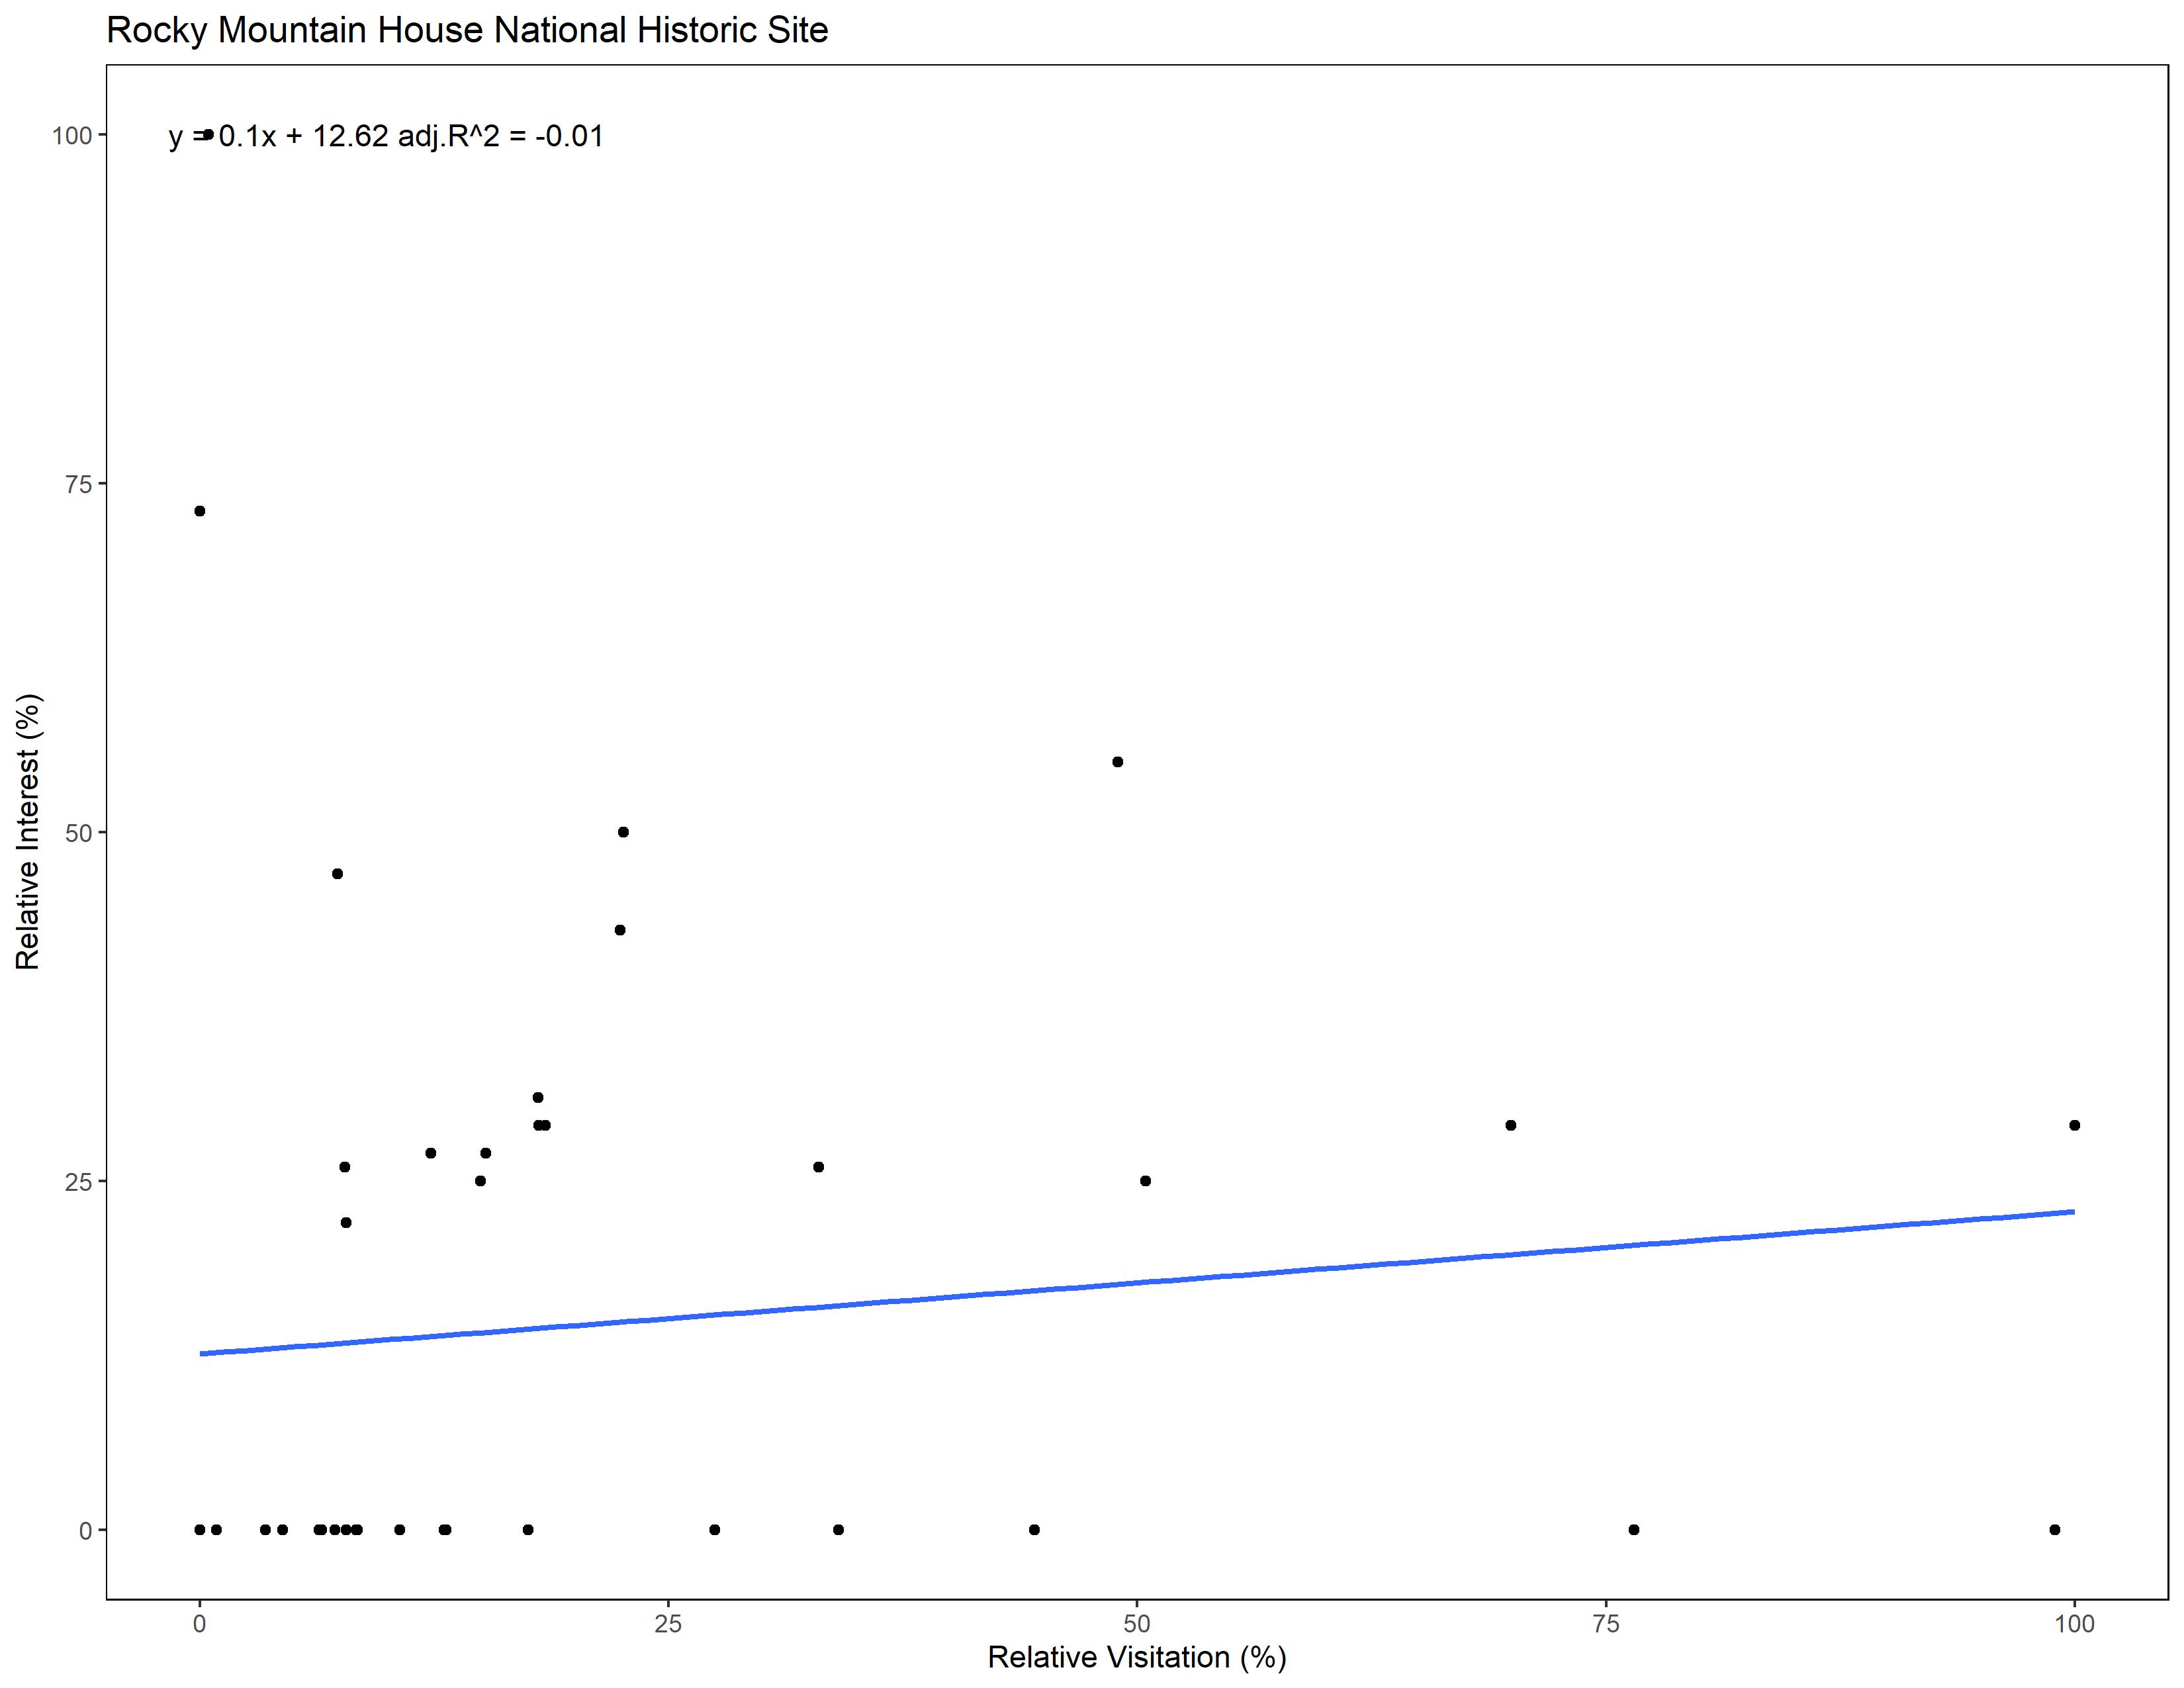 Rocky Mountain House National Historic Site
y = 0.1x + 12.62 adj.R^2 = -0.01
100
75
50
25
0
Relative Interest (%)
0 25 50 75 100
Relative Visitation (%)